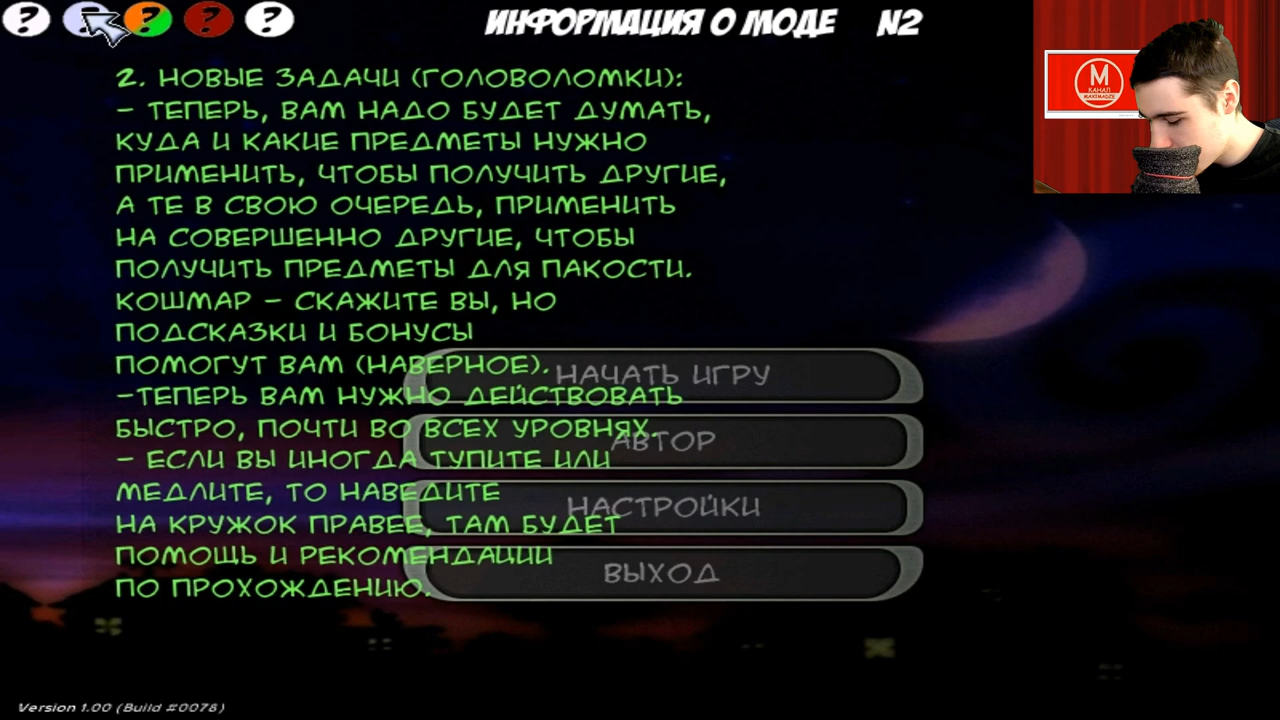 ? ? ? ? ?
ИНФОРМАЦИЯ О МОДЕ N2
М
КАНАЛ
MAXIMADZE
2. НОВЫЕ ЗАДАЧИ (ГОЛОВОЛОМКИ):
- ТЕПЕРЬ, ВАМ НАДО БУДЕТ ДУМАТЬ,
КУДА И КАКИЕ ПРЕДМЕТЫ НУЖНО
ПРИМЕНИТЬ, ЧТОБЫ ПОЛУЧИТЬ ДРУГИЕ,
А ТЕ В СВОЮ ОЧЕРЕДЬ, ПРИМЕНИТЬ
НА СОВЕРШЕННО ДРУГИЕ, ЧТОБЫ
ПОЛУЧИТЬ ПРЕДМЕТЫ ДЛЯ ПАКОСТИ.
КОШМАР - СКАЖИТЕ ВЫ, НО
ПОДСКАЗКИ И БОНУСЫ
ПОМОГУТ ВАМ (НАВЕРНОЕ).
-ТЕПЕРЬ ВАМ НУЖНО ДЕЙСТВОВАТЬ
БЫСТРО, ПОЧТИ ВО ВСЕХ УРОВНЯХ.
- ЕСЛИ ВЫ ИНОГДА ТУПИТЕ ИЛИ
МЕДЛИТЕ, ТО НАВЕДИТЕ
НА КРУЖОК ПРАВЕЕ, ТАМ БУДЕТ
ПОМОЩЬ И РЕКОМЕНДАЦИИ
ПО ПРОХОЖДЕНИЮ.
НАЧАТЬ ИГРУ
АВТОР
НАСТРОЙКИ
ВЫХОД
Version 1.00 (Build #0078)